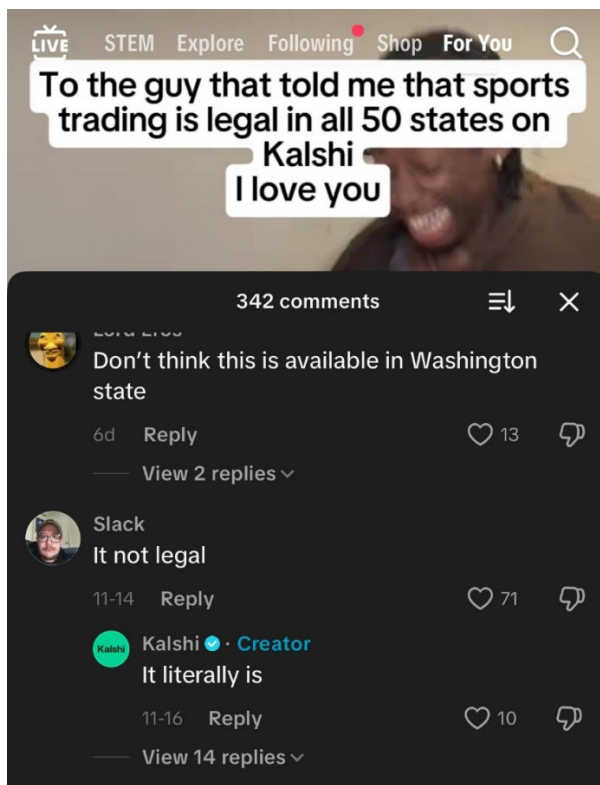 LIVE STEM Explore Following Shop For You
To the guy that told me that sports
trading is legal in all 50 states on
Kalshi
I love you
342 comments
Don't think this is available in Washington
state
6d Reply 13
View 2 replies
Slack
It not legal
11-14 Reply 71
Kalshi
Kalshi · Creator
It literally is
11-16 Reply 10
View 14 replies